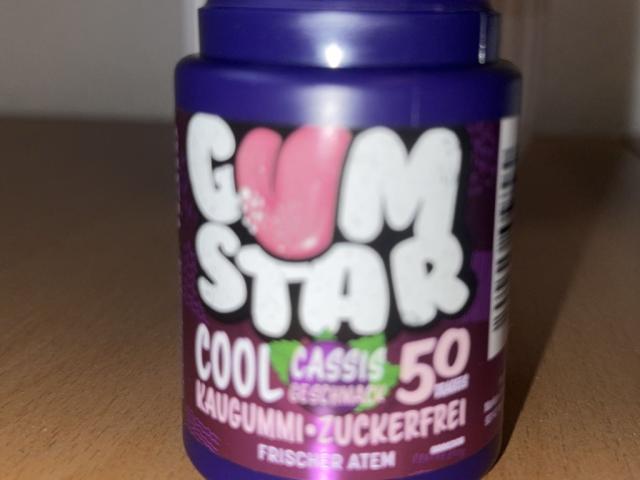 GUM
STAR
COOL CASSIS 50
GESCHMACK
KAUGUMMI•ZUCKERFREI
FRISCHER ATEM